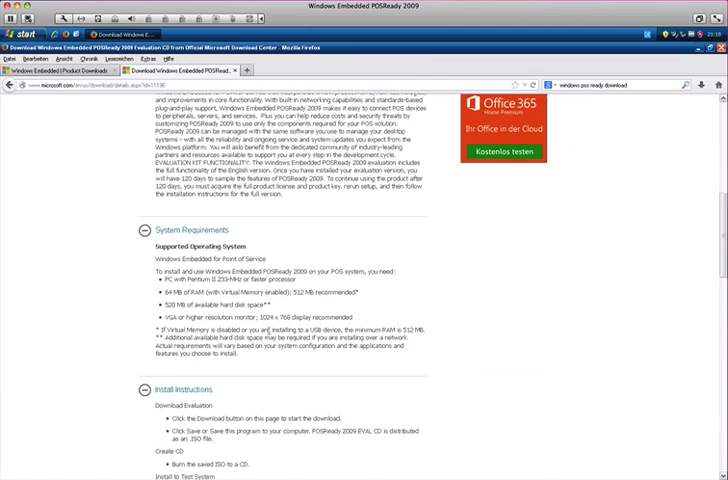 Windows Embedded POSReady 2009
start
Download Windows E...
21:18
Download Windows Embedded POSReady 2009 Evaluation CD from Official Microsoft Download Center - Mozilla Firefox
Datei Bearbeiten Ansicht Chronik Lesezeichen Extras Hilfe
Windows Embedded | Product Downloads
Download Windows Embedded POSRead...
www.microsoft.com/en-us/download/details.aspx?id=11196
windows pos ready download
and improvements in core functionality. With built-in networking capabilities and standards-based
plug-and-play support, Windows Embedded POSReady 2009 makes it easy to connect POS devices
to peripherals, servers, and services. Plus you can help reduce costs and security threats by
customizing POSReady 2009 to use only the components required for your POS solution.
POSReady 2009 can be managed with the same software you use to manage your desktop
systems – with all the reliability and ongoing service and system updates you expect from the
Windows platform. You will also benefit from the dedicated community of industry-leading
partners and resources available to support you at every step in the development cycle.
EVALUATION KIT FUNCTIONALITY: The Windows Embedded POSReady 2009 evaluation includes
the full functionality of the English version. Once you have installed your evaluation version, you
will have 120 days to sample the features of POSReady 2009. To continue using the product after
120 days, you must acquire the full product license and product key, rerun setup, and then follow
the installation instructions for the full version.
Office 365
Home Premium
Ihr Office in der Cloud
Kostenlos testen
System Requirements
Supported Operating System
Windows Embedded for Point of Service
To install and use Windows Embedded POSReady 2009 on your POS system, you need:
• PC with Pentium II 233-MHz or faster processor
• 64 MB of RAM (with Virtual Memory enabled); 512 MB recommended*
• 520 MB of available hard disk space**
• VGA or higher resolution monitor; 1024 x 768 display recommended
* If Virtual Memory is disabled or you are installing to a USB device, the minimum RAM is 512 MB.
** Additional available hard disk space may be required if you are installing over a network.
Actual requirements will vary based on your system configuration and the applications and
features you choose to install.
Install Instructions
Download Evaluation
• Click the Download button on this page to start the download.
• Click Save or Save this program to your computer. POSReady 2009 EVAL CD is distributed
as an .ISO file.
Create CD
• Burn the saved ISO to a CD.
Install to Test System